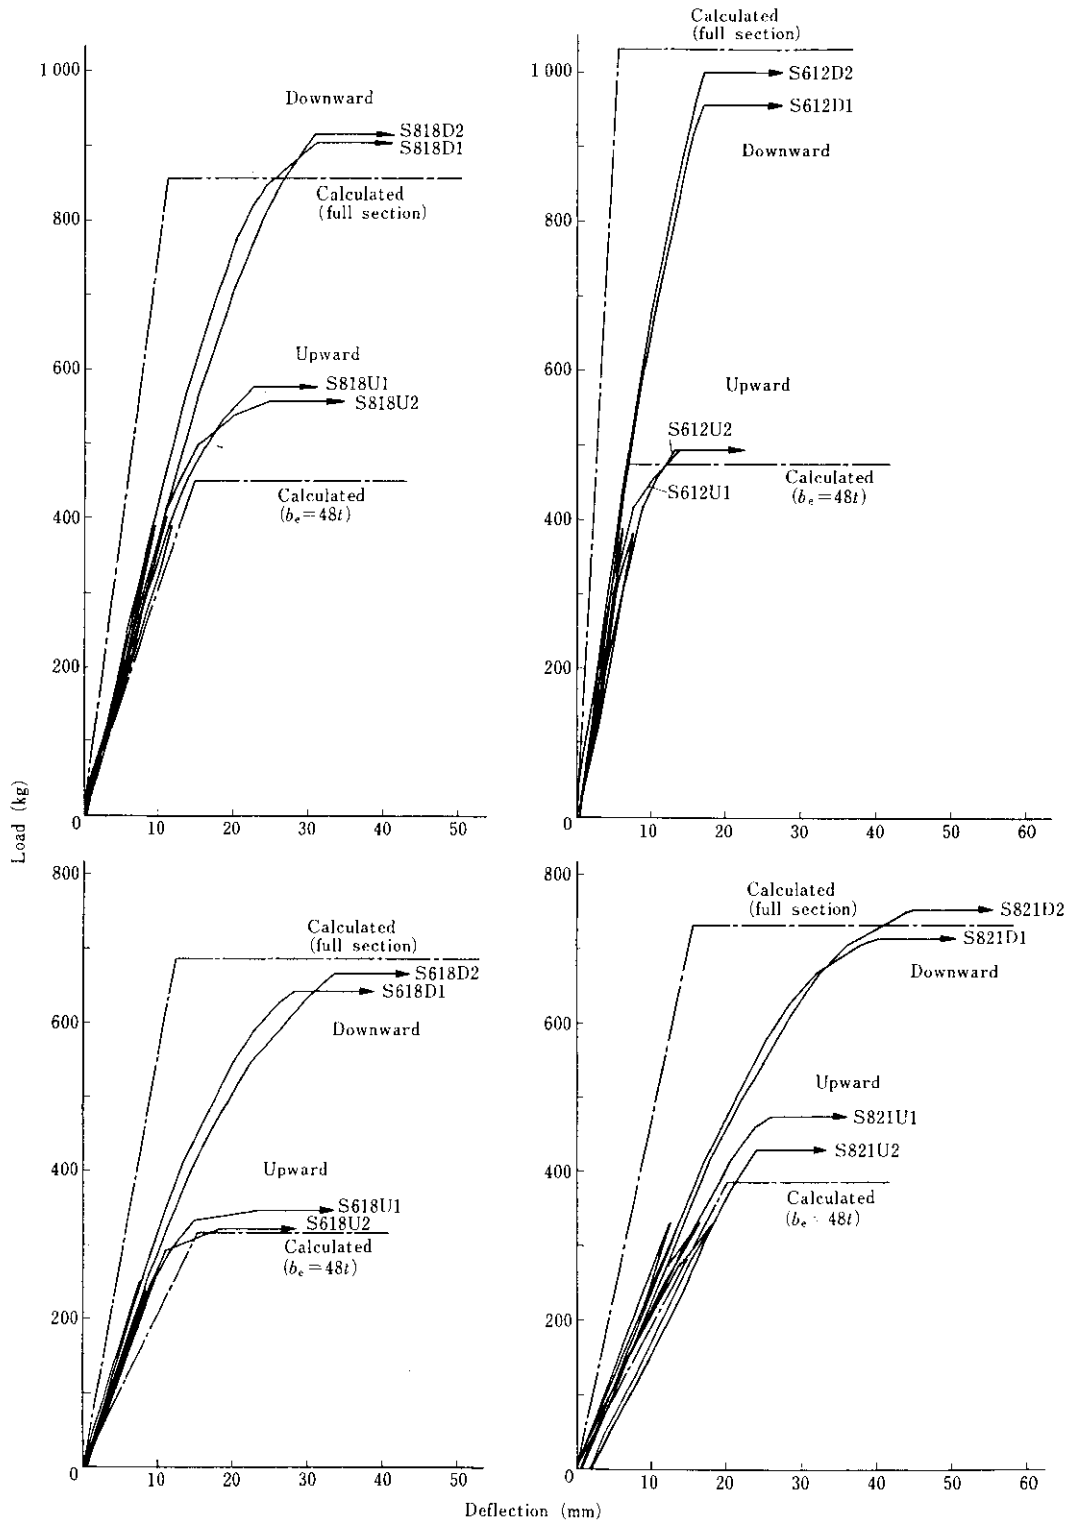 Calculated
(full section)
1 000
Downward
S818D2
S818D1
Calculated
(full section)
800
Upward
600
S818U1
S818U2
Calculated
(bₑ=48t)
400
200
0
10
20
30
40
50
1 000
S612D2
S612D1
Downward
800
600
Upward
S612U2
S612U1
Calculated
(bₑ=48t)
400
200
0
10
20
30
40
50
60
Load (kg)
800
Calculated
(full section)
S618D2
S618D1
600
Downward
400
Upward
S618U1
S618U2
Calculated
(bₑ=48t)
200
0
10
20
30
40
50
800
Calculated
(full section)
S821D2
S821D1
Downward
600
Upward
S821U1
S821U2
400
Calculated
(bₑ=48t)
200
0
10
20
30
40
50
60
Deflection (mm)